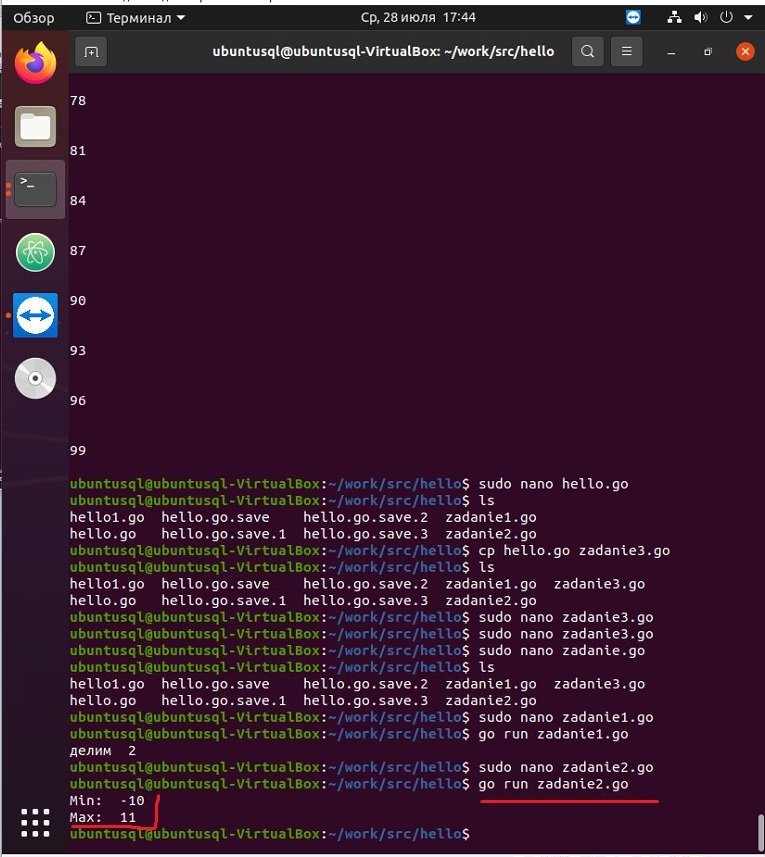 Обзор
Терминал
Ср, 28 июля 17:44
ubuntusql@ubuntusql-VirtualBox: ~/work/src/hello
78
81
84
87
90
93
96
99
ubuntusql@ubuntusql-VirtualBox:~/work/src/hello$ sudo nano hello.go
ubuntusql@ubuntusql-VirtualBox:~/work/src/hello$ ls
hello1.go  hello.go.save    hello.go.save.2  zadanie1.go
hello.go   hello.go.save.1  hello.go.save.3  zadanie2.go
ubuntusql@ubuntusql-VirtualBox:~/work/src/hello$ cp hello.go zadanie3.go
ubuntusql@ubuntusql-VirtualBox:~/work/src/hello$ ls
hello1.go  hello.go.save    hello.go.save.2  zadanie1.go  zadanie3.go
hello.go   hello.go.save.1  hello.go.save.3  zadanie2.go
ubuntusql@ubuntusql-VirtualBox:~/work/src/hello$ sudo nano zadanie3.go
ubuntusql@ubuntusql-VirtualBox:~/work/src/hello$ sudo nano zadanie3.go
ubuntusql@ubuntusql-VirtualBox:~/work/src/hello$ sudo nano zadanie.go
ubuntusql@ubuntusql-VirtualBox:~/work/src/hello$ ls
hello1.go  hello.go.save    hello.go.save.2  zadanie1.go  zadanie3.go
hello.go   hello.go.save.1  hello.go.save.3  zadanie2.go
ubuntusql@ubuntusql-VirtualBox:~/work/src/hello$ sudo nano zadanie1.go
ubuntusql@ubuntusql-VirtualBox:~/work/src/hello$ go run zadanie1.go
делим  2
ubuntusql@ubuntusql-VirtualBox:~/work/src/hello$ sudo nano zadanie2.go
ubuntusql@ubuntusql-VirtualBox:~/work/src/hello$ go run zadanie2.go
Min:  -10
Max:  11
ubuntusql@ubuntusql-VirtualBox:~/work/src/hello$